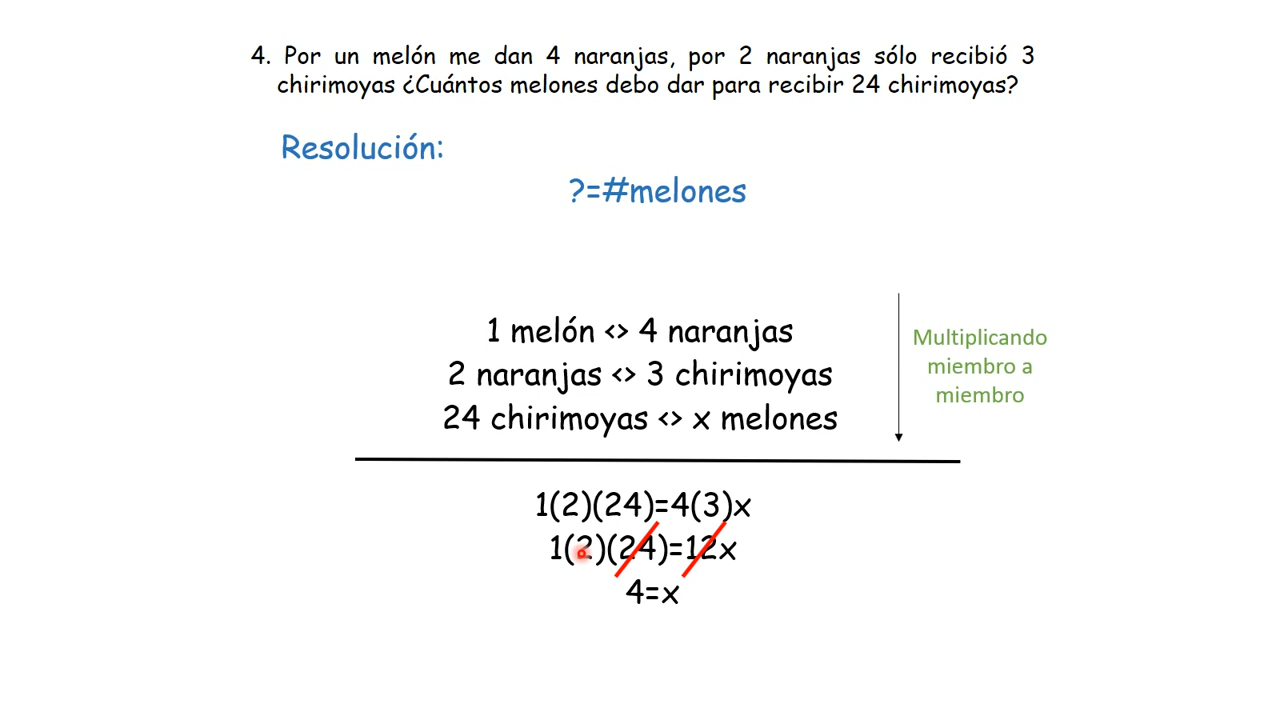 4. Por un melón me dan 4 naranjas, por 2 naranjas sólo recibió 3
chirimoyas ¿Cuántos melones debo dar para recibir 24 chirimoyas?
Resolución:
?=#melones
1 melón <> 4 naranjas
2 naranjas <> 3 chirimoyas
24 chirimoyas <> x melones
Multiplicando
miembro a
miembro
1(2)(24)=4(3)x
1(2)(24)=12x
4=x